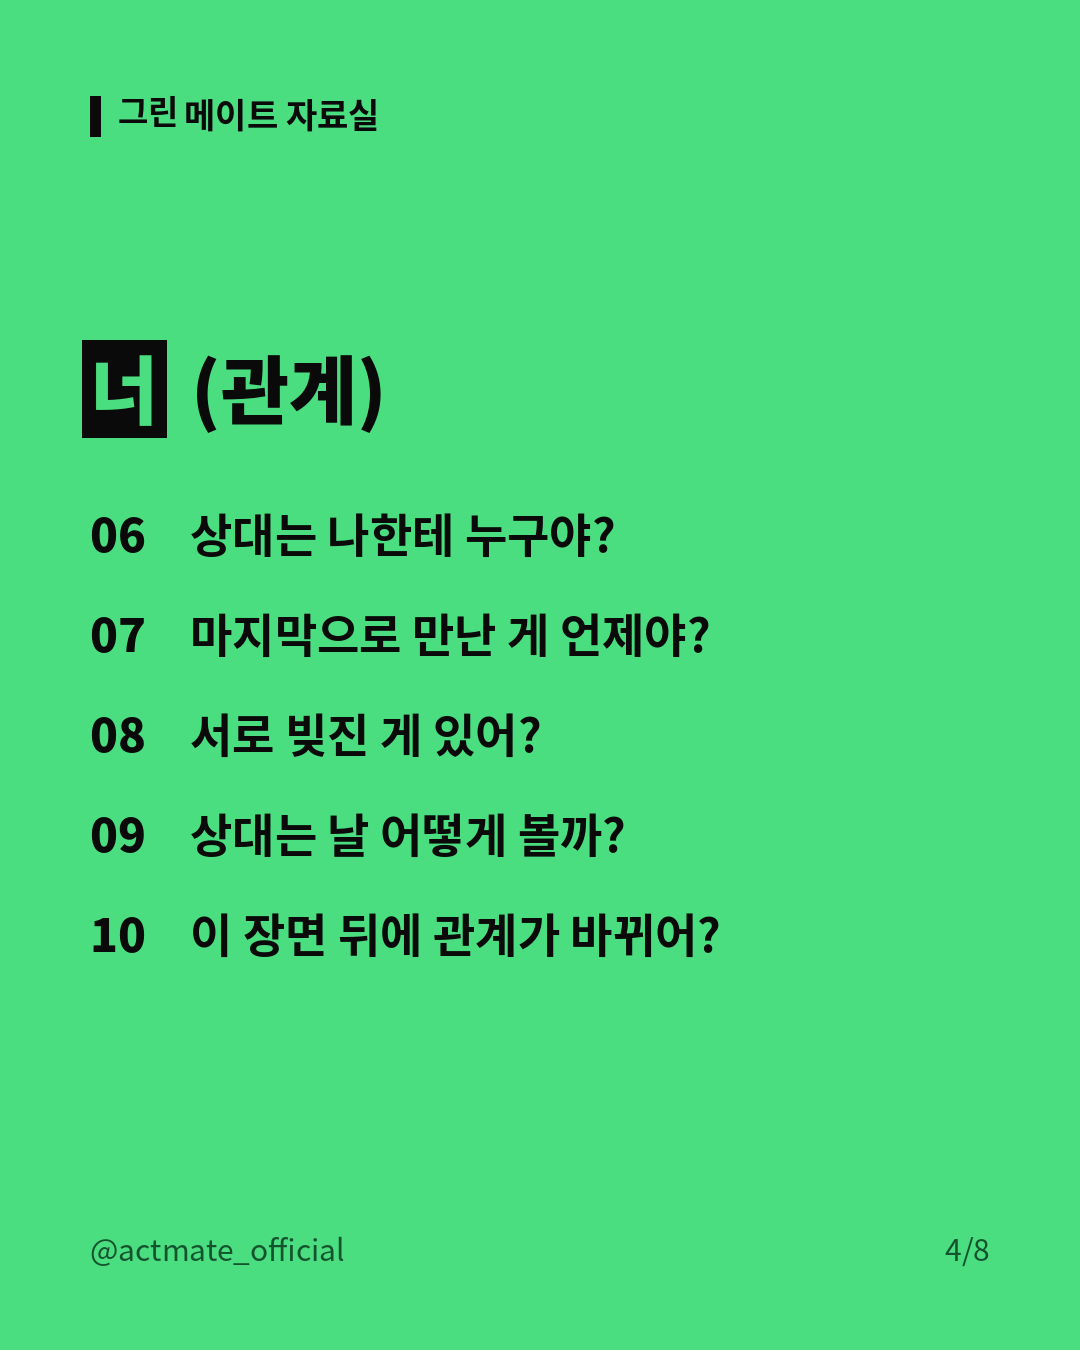 그린 메이트 자료실
너 (관계)
06 상대는 나한테 누구야?
07 마지막으로 만난 게 언제야?
08 서로 빚진 게 있어?
09 상대는 날 어떻게 볼까?
10 이 장면 뒤에 관계가 바뀌어?
@actmate_official
4/8